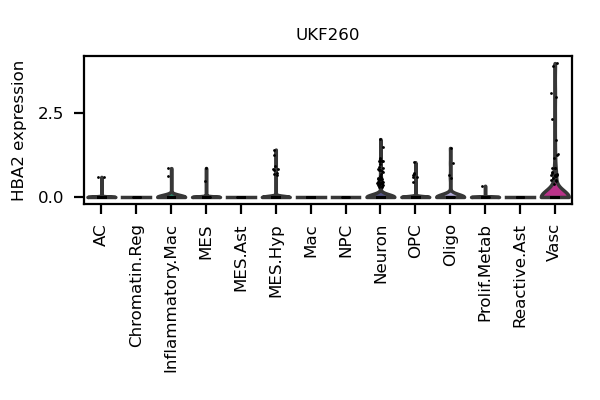 UKF260
HBA2 expression
2.5
0.0
AC
Chromatin.Reg
Inflammatory.Mac
MES
MES.Ast
MES.Hyp
Mac
NPC
Neuron
OPC
Oligo
Prolif.Metab
Reactive.Ast
Vasc